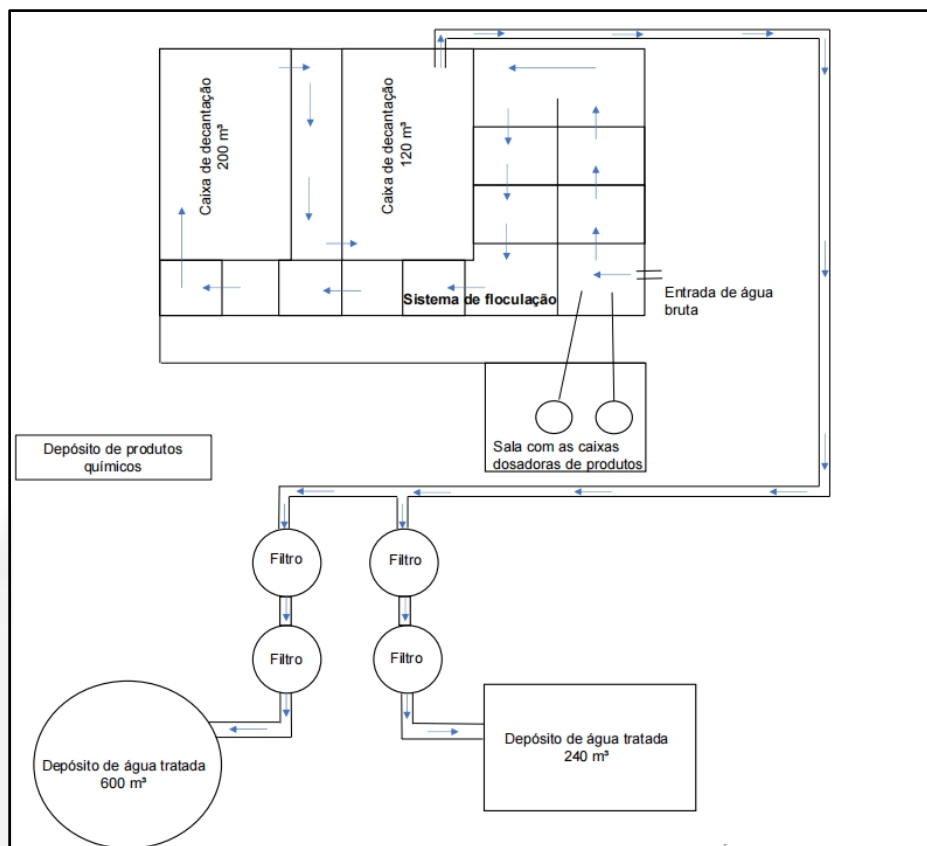 Caixa de decantação
200 m³
Caixa de decantação
120 m³
Sistema de floculação
Entrada de água
bruta
Sala com as caixas
dosadoras de produtos
Depósito de produtos
químicos
Filtro
Filtro
Filtro
Filtro
Depósito de água tratada
600 m³
Depósito de água tratada
240 m³